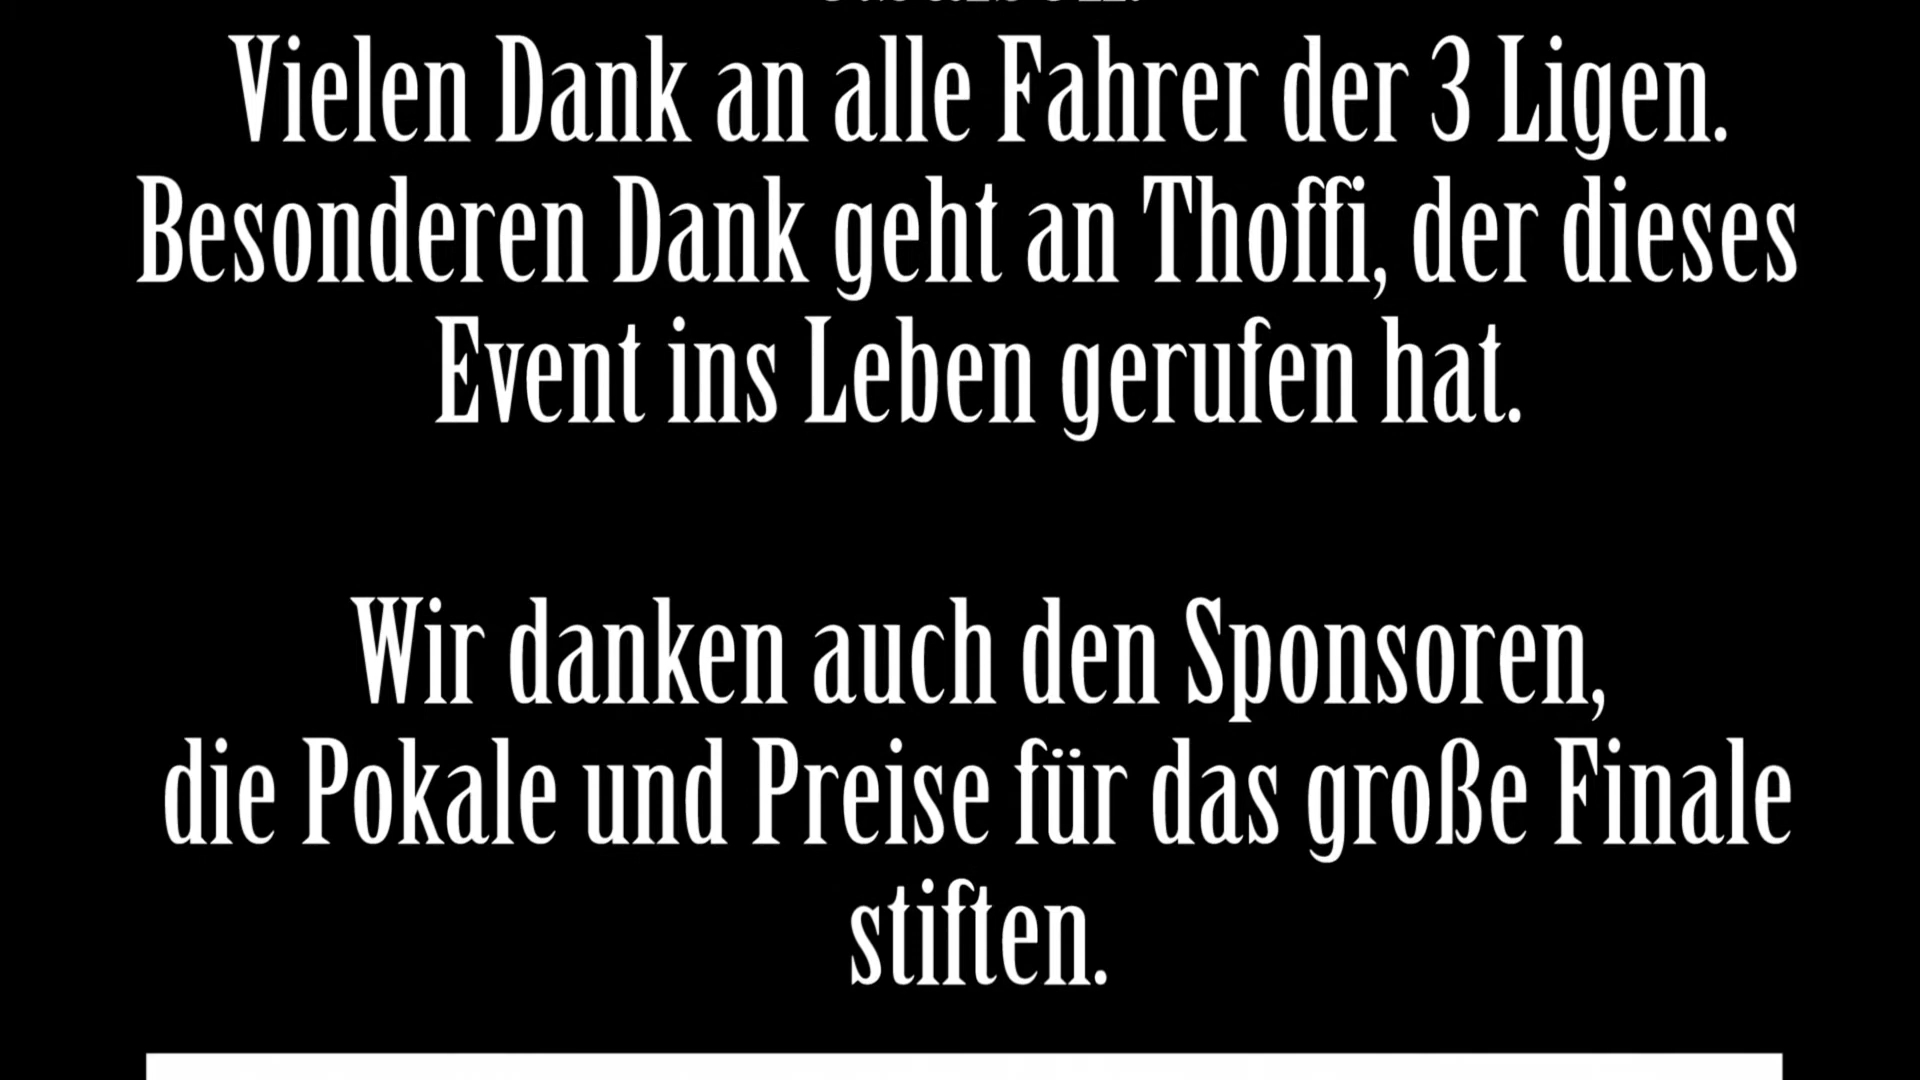 Vielen Dank an alle Fahrer der 3 Ligen.
Besonderen Dank geht an Thoffi, der dieses
Event ins Leben gerufen hat.
Wir danken auch den Sponsoren,
die Pokale und Preise für das große Finale
stiften.